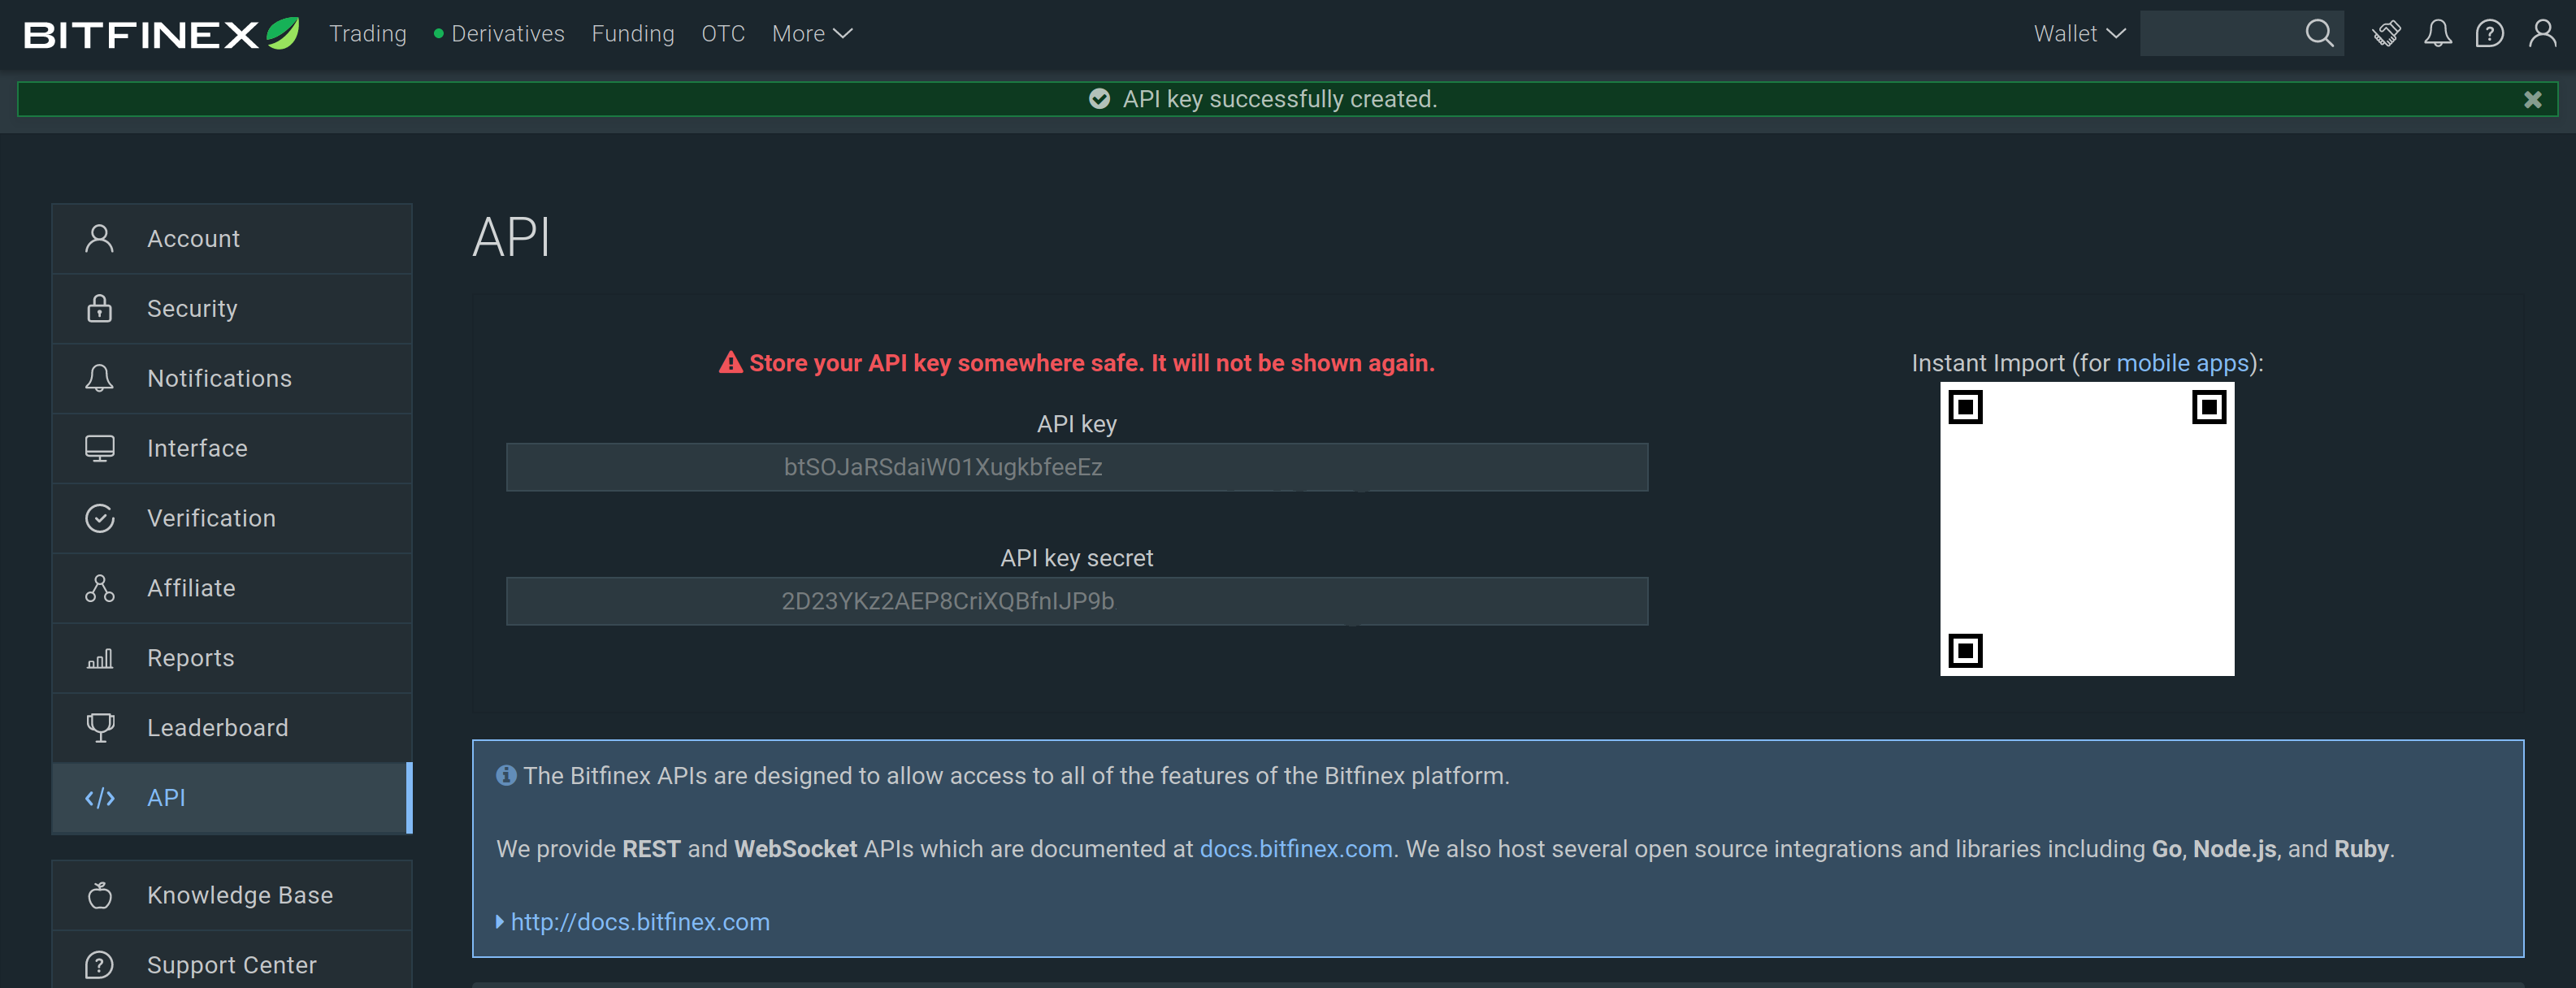 BITFINEX Trading Derivatives Funding OTC More Wallet
API key successfully created.
Account
Security
Notifications
Interface
Verification
Affiliate
Reports
Leaderboard
API
Knowledge Base
Support Center
API
Store your API key somewhere safe. It will not be shown again.
API key
btSOJaRSdaiW01XugkbfeeEz
API key secret
2D23YKz2AEP8CriXQBfnIJP9b
Instant Import (for mobile apps):
The Bitfinex APIs are designed to allow access to all of the features of the Bitfinex platform.
We provide REST and WebSocket APIs which are documented at docs.bitfinex.com. We also host several open source integrations and libraries including Go, Node.js, and Ruby.
http://docs.bitfinex.com